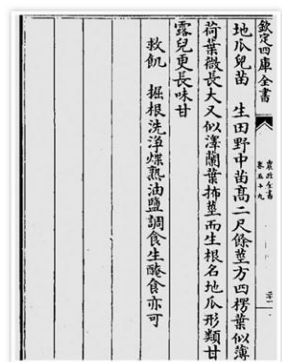 欽定四庫全書
農政全書
卷五十九
二十一
地瓜兒苗　生田野中苗高二尺餘莖方四楞葉似薄
荷葉微長大又似澤蘭葉抪莖而生根名地瓜形類甘
露兒更長味甘
救飢　掘根洗淨煠熟油鹽調食生醃食亦可